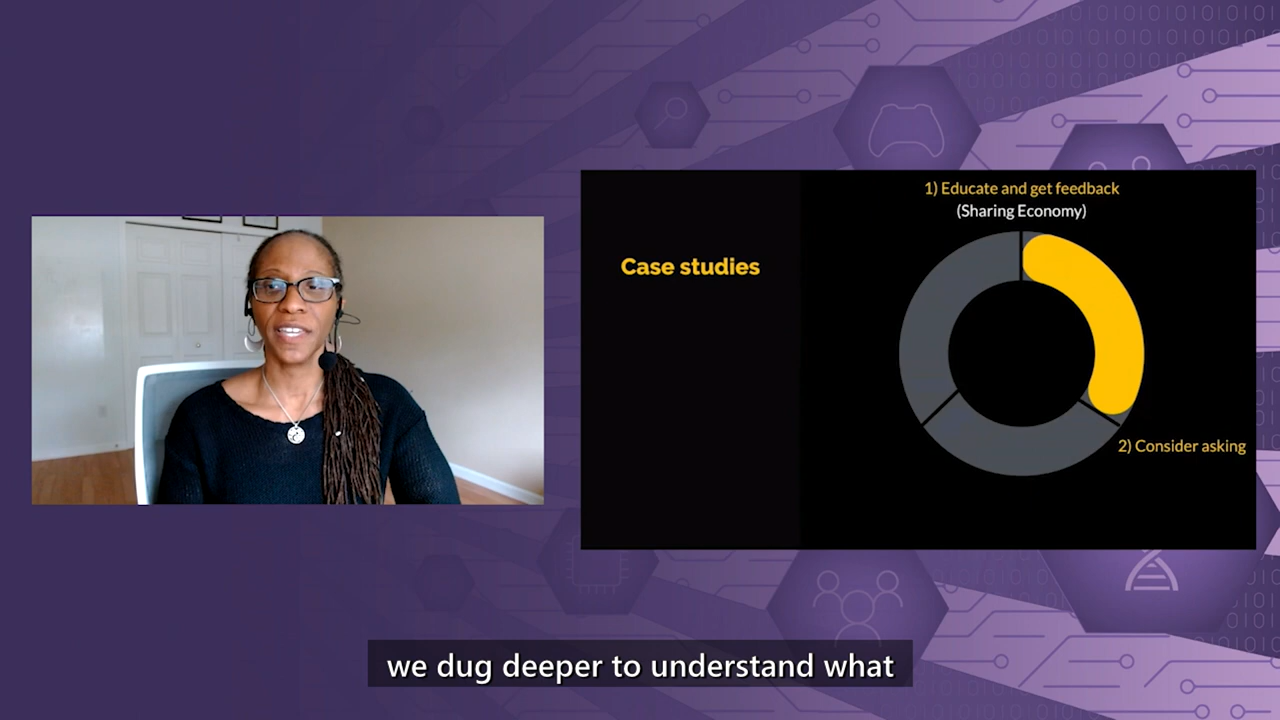 1) Educate and get feedback
(Sharing Economy)
Case studies
2) Consider asking
we dug deeper to understand what